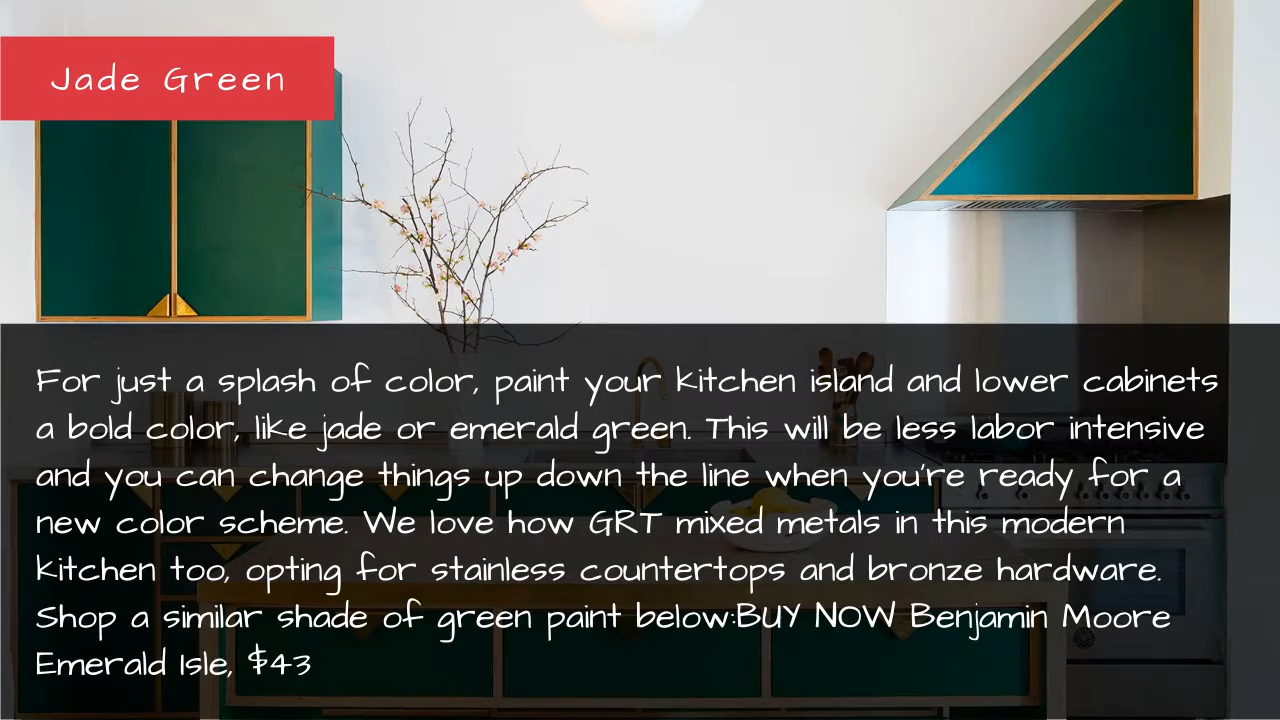 Jade Green
For just a splash of color, paint your kitchen island and lower cabinets
a bold color, like jade or emerald green. This will be less labor intensive
and you can change things up down the line when you're ready for a
new color scheme. We love how GRT mixed metals in this modern
kitchen too, opting for stainless countertops and bronze hardware.
Shop a similar shade of green paint below:BUY NOW Benjamin Moore
Emerald Isle, $43